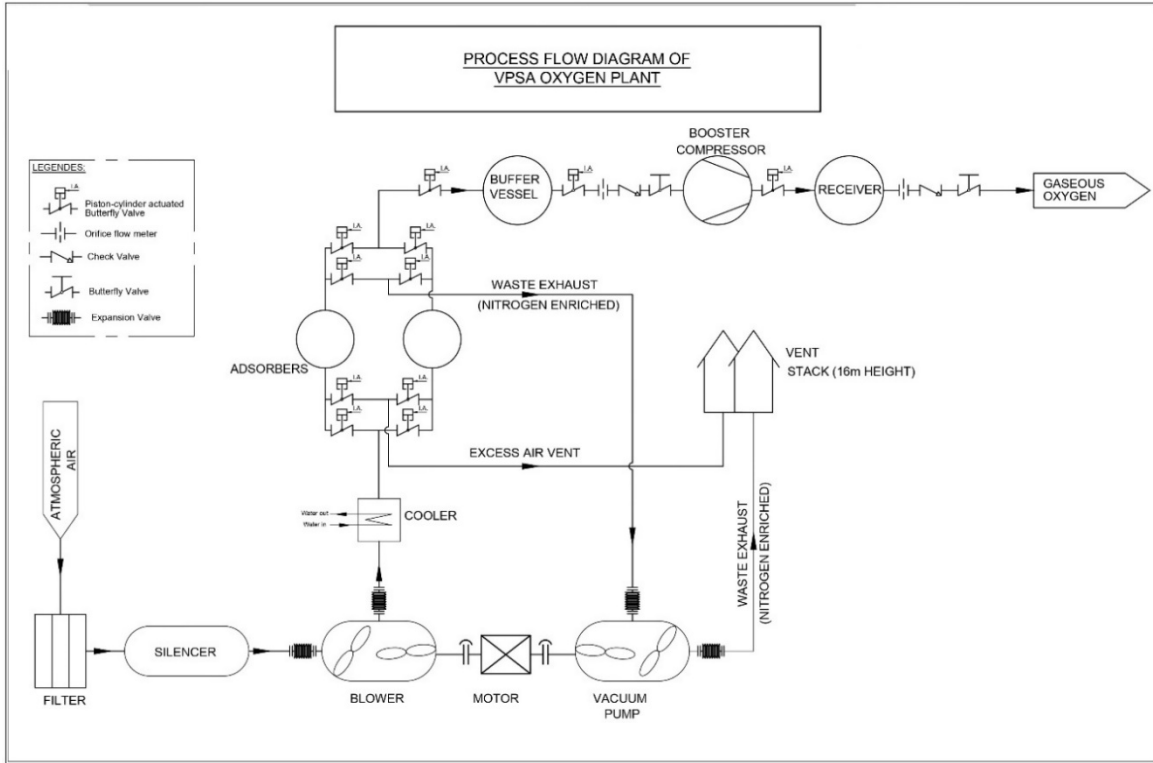 PROCESS FLOW DIAGRAM OF
VPSA OXYGEN PLANT
LEGENDES:
I.A.
Piston-cylinder actuated
Butterfly Valve
Orifice flow meter
Check Valve
Butterfly Valve
Expansion Valve
BOOSTER
COMPRESSOR
I.A.
BUFFER
VESSEL
I.A.
I.A.
RECEIVER
GASEOUS
OXYGEN
I.A.
I.A.
I.A.
I.A.
WASTE EXHAUST
(NITROGEN ENRICHED)
ADSORBERS
VENT
STACK (16m HEIGHT)
I.A.
I.A.
I.A.
I.A.
EXCESS AIR VENT
ATMOSPHERIC
AIR
Water out
Water in
COOLER
WASTE EXHAUST
(NITROGEN ENRICHED)
FILTER
SILENCER
BLOWER
MOTOR
VACUUM
PUMP